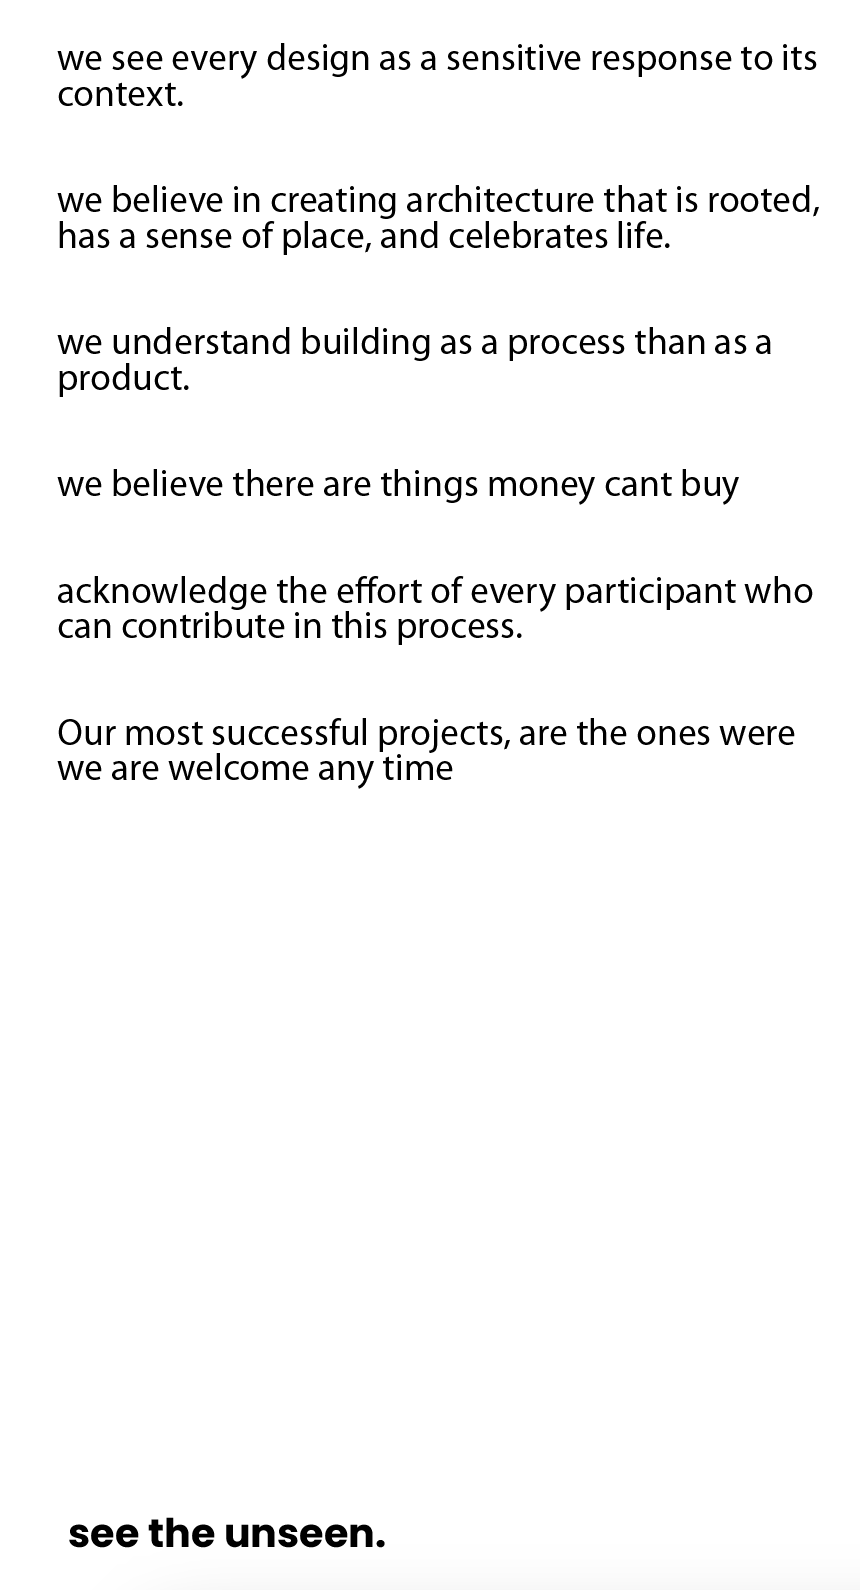 we see every design as a sensitive response to its
context.
we believe in creating architecture that is rooted,
has a sense of place, and celebrates life.
we understand building as a process than as a
product.
we believe there are things money cant buy
acknowledge the effort of every participant who
can contribute in this process.
Our most successful projects, are the ones were
we are welcome any time
see the unseen.